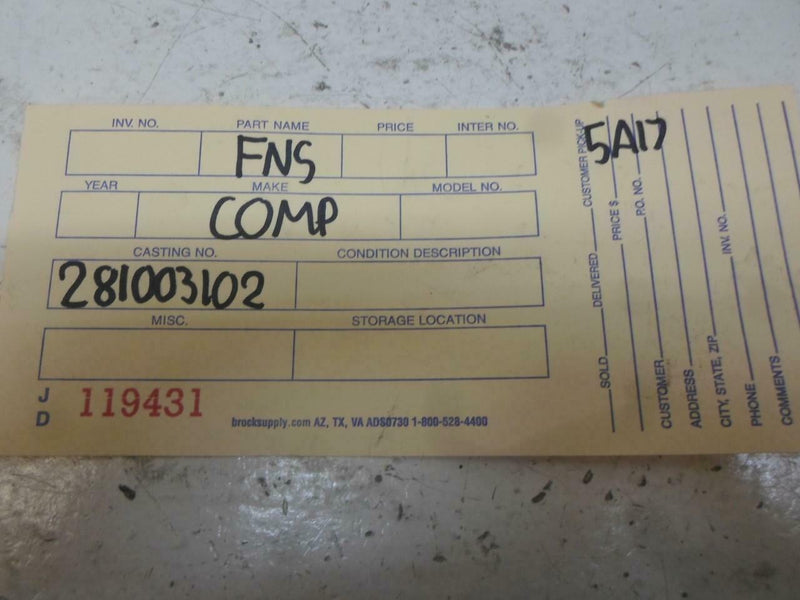 INV. NO. PART NAME PRICE INTER NO.
FNS
YEAR MAKE MODEL NO.
COMP
CASTING NO. CONDITION DESCRIPTION
281003102
MISC. STORAGE LOCATION
J
D
119431
brocksupply.com AZ, TX, VA ADS0730 1-800-528-4400
5A17
SOLD DELIVERED CUSTOMER PICK-UP
PRICE $
P.O. NO.
CUSTOMER
ADDRESS
CITY, STATE, ZIP INV. NO.
PHONE
COMMENTS